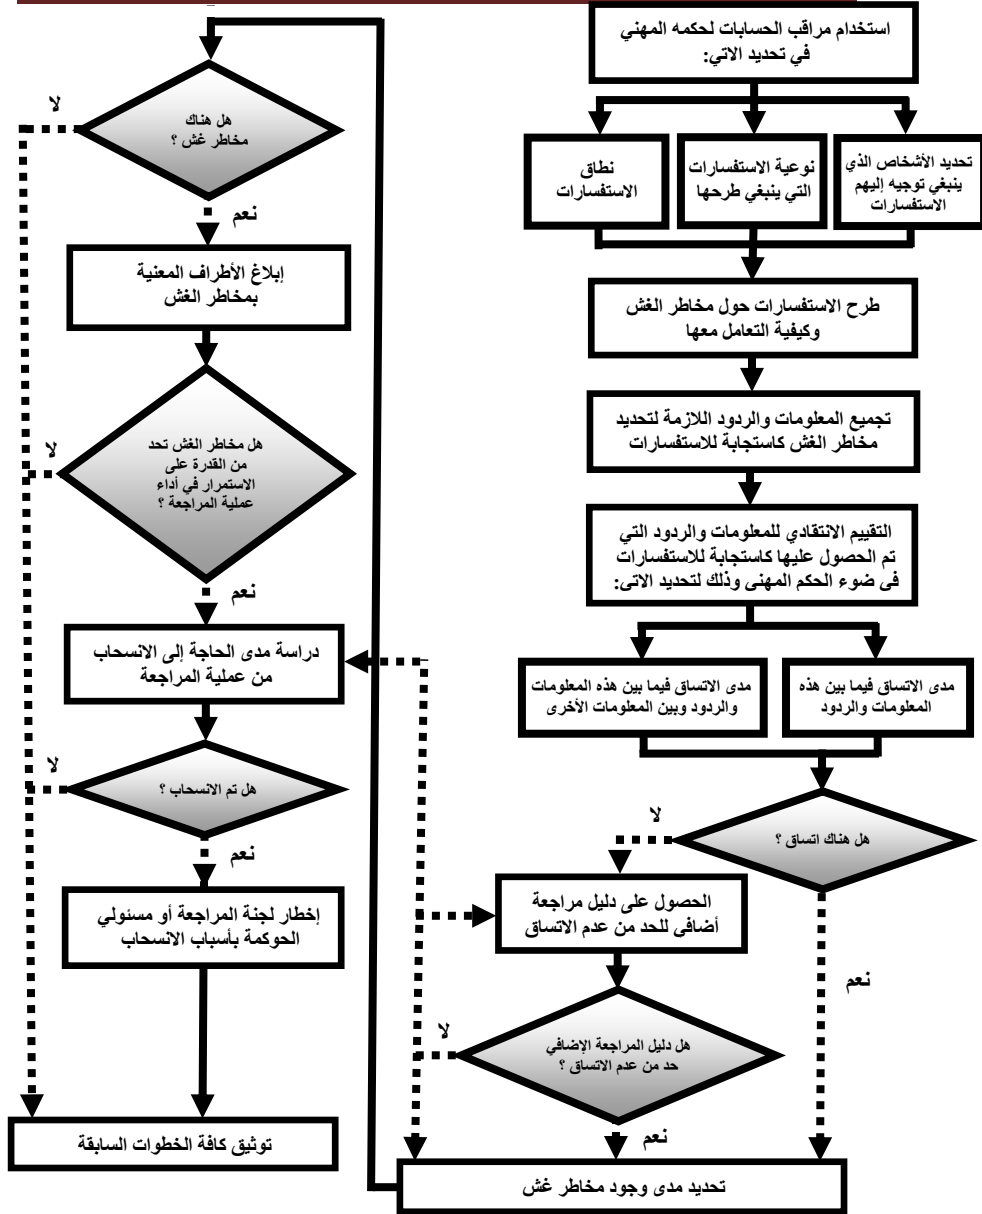 استخدام مراقب الحسابات لحكمه المهني
في تحديد الاتي:
تحديد الأشخاص الذي
ينبغي توجيه إليهم
الاستفسارات
نوعية الاستفسارات
التي ينبغي طرحها
نطاق
الاستفسارات
طرح الاستفسارات حول مخاطر الغش
وكيفية التعامل معها
تجميع المعلومات والردود اللازمة لتحديد
مخاطر الغش كاستجابة للاستفسارات
التقييم الانتقادي للمعلومات والردود التي
تم الحصول عليها كاستجابة للاستفسارات
فى ضوء الحكم المهنى وذلك لتحديد الاتى:
مدى الاتساق فيما بين هذه
المعلومات والردود
مدى الاتساق فيما بين هذه المعلومات
والردود وبين المعلومات الأخرى
هل هناك اتساق ؟
لا
نعم
الحصول على دليل مراجعة
أضافى للحد من عدم الاتساق
هل دليل المراجعة الإضافي
حد من عدم الاتساق ؟
لا
نعم
تحديد مدى وجود مخاطر غش
هل هناك
مخاطر غش ؟
لا
نعم
إبلاغ الأطراف المعنية
بمخاطر الغش
هل مخاطر الغش تحد
من القدرة على
الاستمرار في أداء
عملية المراجعة ؟
لا
نعم
دراسة مدى الحاجة إلى الانسحاب
من عملية المراجعة
هل تم الانسحاب ؟
لا
نعم
إخطار لجنة المراجعة أو مسئولي
الحوكمة بأسباب الانسحاب
توثيق كافة الخطوات السابقة